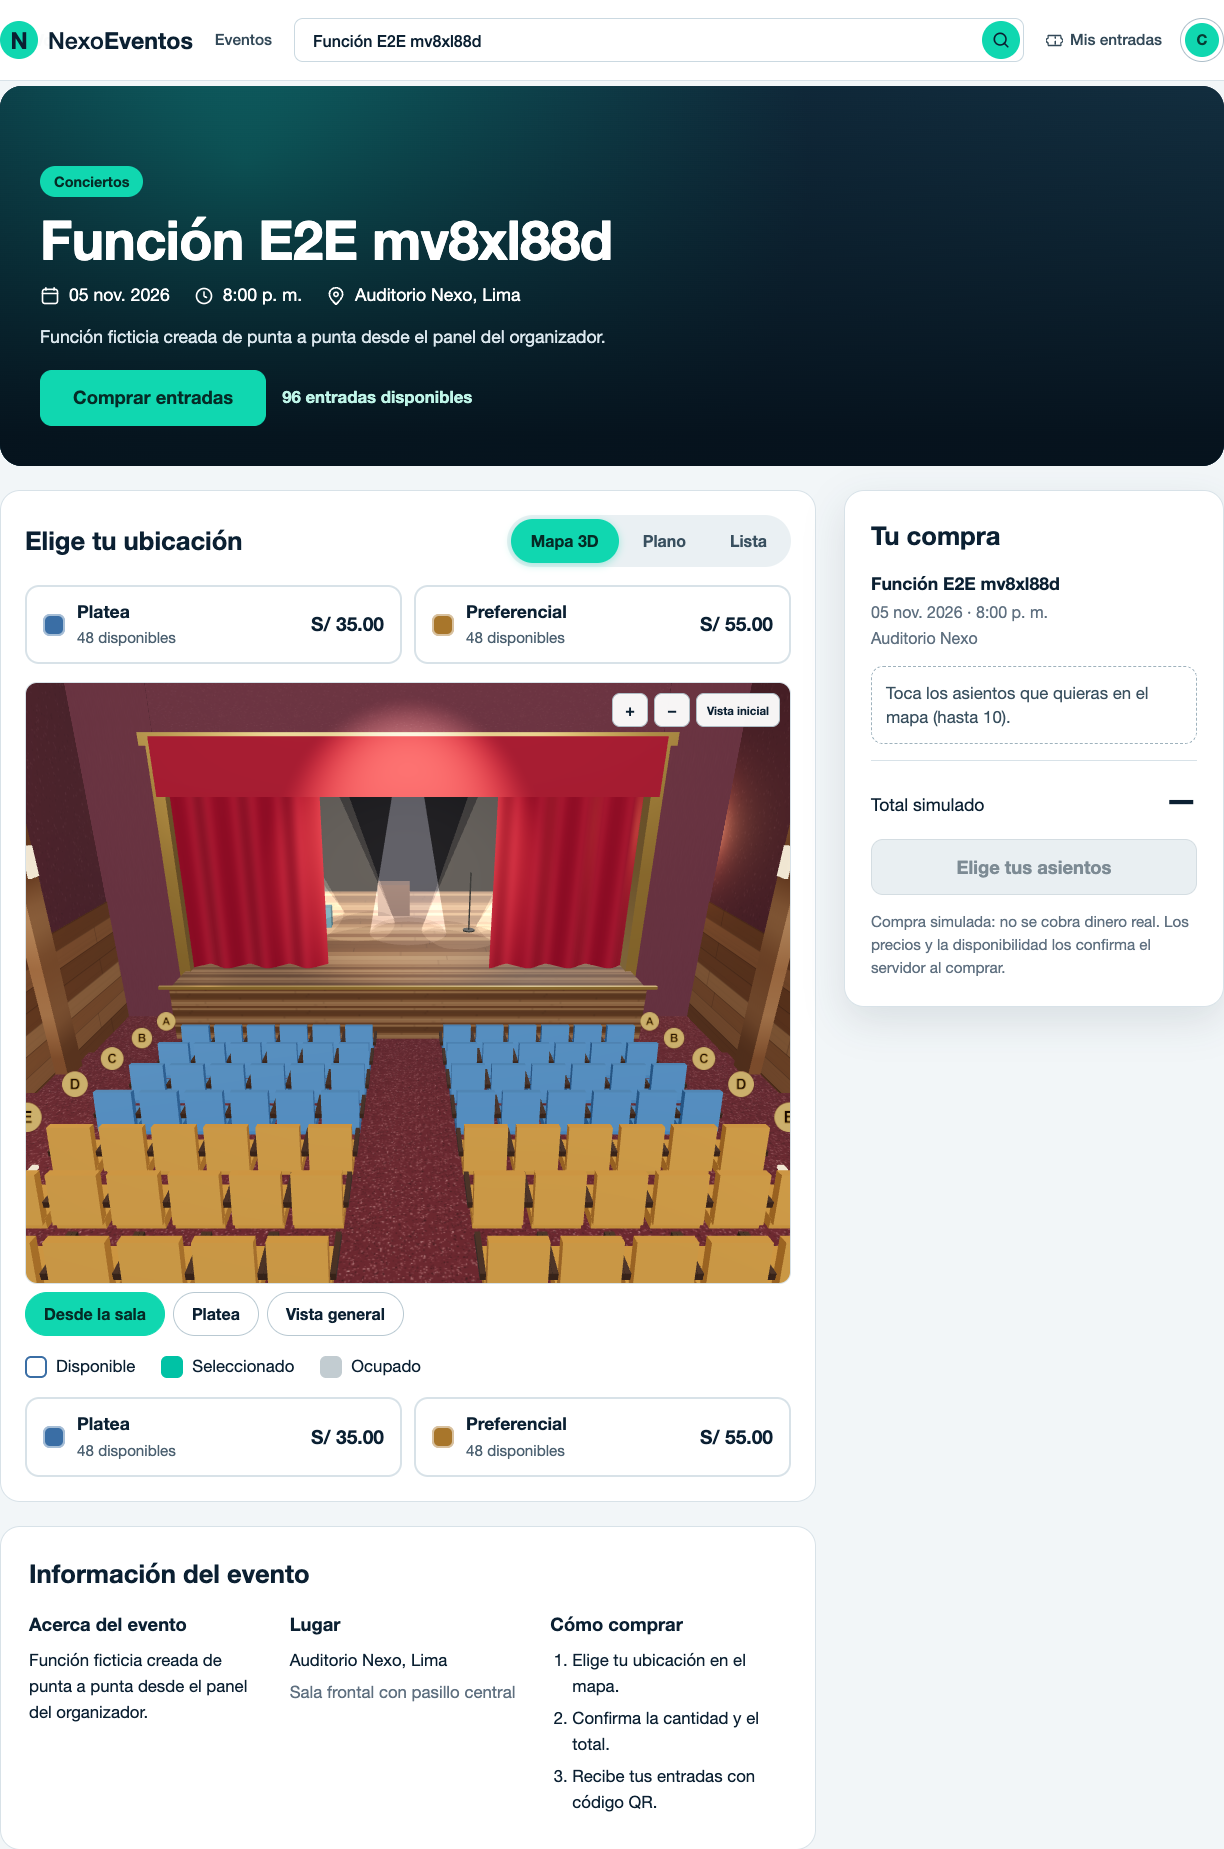 N NexoEventos
Eventos
Función E2E mv8xl88d
Mis entradas
C
Conciertos
Función E2E mv8xl88d
05 nov. 2026
8:00 p. m.
Auditorio Nexo, Lima
Función ficticia creada de punta a punta desde el panel del organizador.
Comprar entradas
96 entradas disponibles
Elige tu ubicación
Mapa 3D
Plano
Lista
Platea
48 disponibles
S/ 35.00
Preferencial
48 disponibles
S/ 55.00
+
−
Vista inicial
A
A
B
B
C
C
D
D
E
E
Desde la sala
Platea
Vista general
Disponible
Seleccionado
Ocupado
Platea
48 disponibles
S/ 35.00
Preferencial
48 disponibles
S/ 55.00
Tu compra
Función E2E mv8xl88d
05 nov. 2026 · 8:00 p. m.
Auditorio Nexo
Toca los asientos que quieras en el
mapa (hasta 10).
Total simulado
—
Elige tus asientos
Compra simulada: no se cobra dinero real. Los
precios y la disponibilidad los confirma el
servidor al comprar.
Información del evento
Acerca del evento
Función ficticia creada de
punta a punta desde el panel
del organizador.
Lugar
Auditorio Nexo, Lima
Sala frontal con pasillo central
Cómo comprar
1. Elige tu ubicación en el
mapa.
2. Confirma la cantidad y el
total.
3. Recibe tus entradas con
código QR.